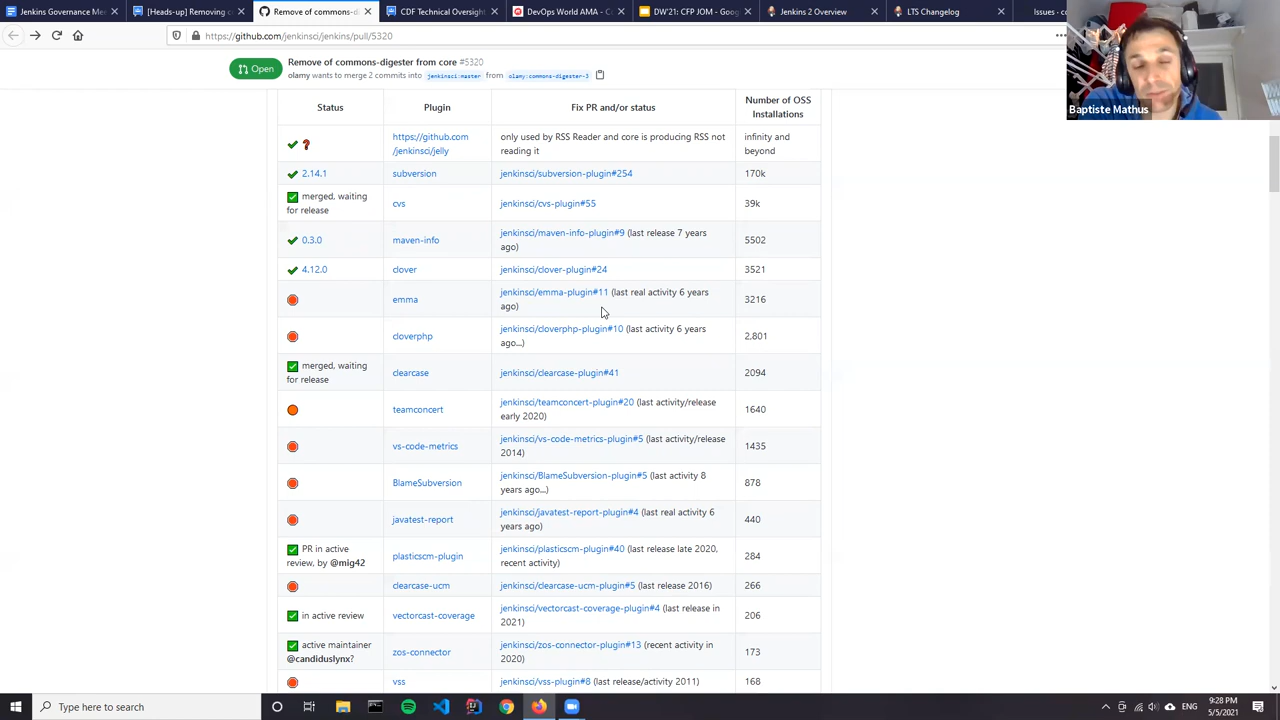 Jenkins Governance Me
[Heads-up] Removing c
Remove of commons-di
CDF Technical Oversight
DevOps World AMA - C
DW'21: CFP JOM - Goog
Jenkins 2 Overview
LTS Changelog
Issues · co
https://github.com/jenkinsci/jenkins/pull/5320
Baptiste Mathus
Open
Remove of commons-digester from core #5320
olamy wants to merge 2 commits into jenkinsci:master from olamy:commons-digester-3
Status
Plugin
Fix PR and/or status
Number of OSS
Installations
https://github.com
/jenkinsci/jelly
only used by RSS Reader and core is producing RSS not
reading it
infinity and
beyond
2.14.1
subversion
jenkinsci/subversion-plugin#254
170k
merged, waiting
for release
cvs
jenkinsci/cvs-plugin#55
39k
0.3.0
maven-info
jenkinsci/maven-info-plugin#9 (last release 7 years
ago)
5502
4.12.0
clover
jenkinsci/clover-plugin#24
3521
emma
jenkinsci/emma-plugin#11 (last real activity 6 years
ago)
3216
cloverphp
jenkinsci/cloverphp-plugin#10 (last activity 6 years
ago...)
2,801
merged, waiting
for release
clearcase
jenkinsci/clearcase-plugin#41
2094
teamconcert
jenkinsci/teamconcert-plugin#20 (last activity/release
early 2020)
1640
vs-code-metrics
jenkinsci/vs-code-metrics-plugin#5 (last activity/release
2014)
1435
BlameSubversion
jenkinsci/BlameSubversion-plugin#5 (last activity 8
years ago...)
878
javatest-report
jenkinsci/javatest-report-plugin#4 (last real activity 6
years ago)
440
PR in active
review, by @mig42
plasticscm-plugin
jenkinsci/plasticscm-plugin#40 (last release late 2020,
recent activity)
284
clearcase-ucm
jenkinsci/clearcase-ucm-plugin#5 (last release 2016)
266
in active review
vectorcast-coverage
jenkinsci/vectorcast-coverage-plugin#4 (last release in
2021)
206
active maintainer
@candiduslynx?
zos-connector
jenkinsci/zos-connector-plugin#13 (recent activity in
2020)
173
vss
jenkinsci/vss-plugin#8 (last release/activity 2011)
168
Type here to search
9:28 PM
5/5/2021